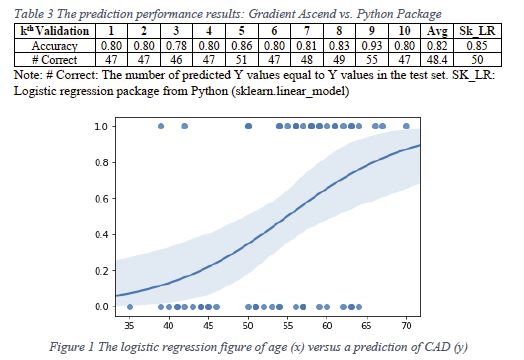 Table 3 The prediction performance results: Gradient Ascend vs. Python Package
kth Validation 1 2 3 4 5 6 7 8 9 10 Avg Sk_LR
Accuracy 0.80 0.80 0.78 0.80 0.86 0.80 0.81 0.83 0.93 0.80 0.82 0.85
# Correct 47 47 46 47 51 47 48 49 55 47 48.4 50
Note: # Correct: The number of predicted Y values equal to Y values in the test set. SK_LR:
Logistic regression package from Python (sklearn.linear_model)
1.0
0.8
0.6
0.4
0.2
0.0
35 40 45 50 55 60 65 70
Figure 1 The logistic regression figure of age (x) versus a prediction of CAD (y)